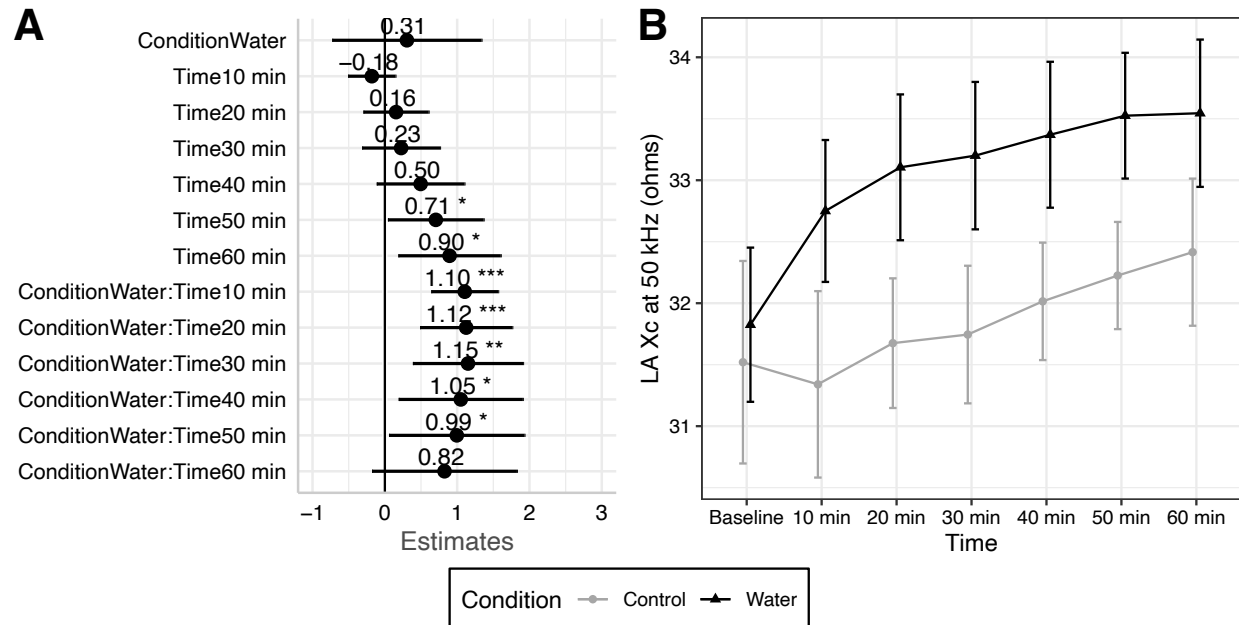 A
ConditionWater
0.31
Time10 min
−0.18
Time20 min
0.16
Time30 min
0.23
Time40 min
0.50
Time50 min
0.71 *
Time60 min
0.90 *
ConditionWater:Time10 min
1.10 ***
ConditionWater:Time20 min
1.12 ***
ConditionWater:Time30 min
1.15 **
ConditionWater:Time40 min
1.05 *
ConditionWater:Time50 min
0.99 *
ConditionWater:Time60 min
0.82
−1 0 1 2 3
Estimates
B
LA Xc at 50 kHz (ohms)
34
33
32
31
Baseline 10 min 20 min 30 min 40 min 50 min 60 min
Time
Condition Control Water